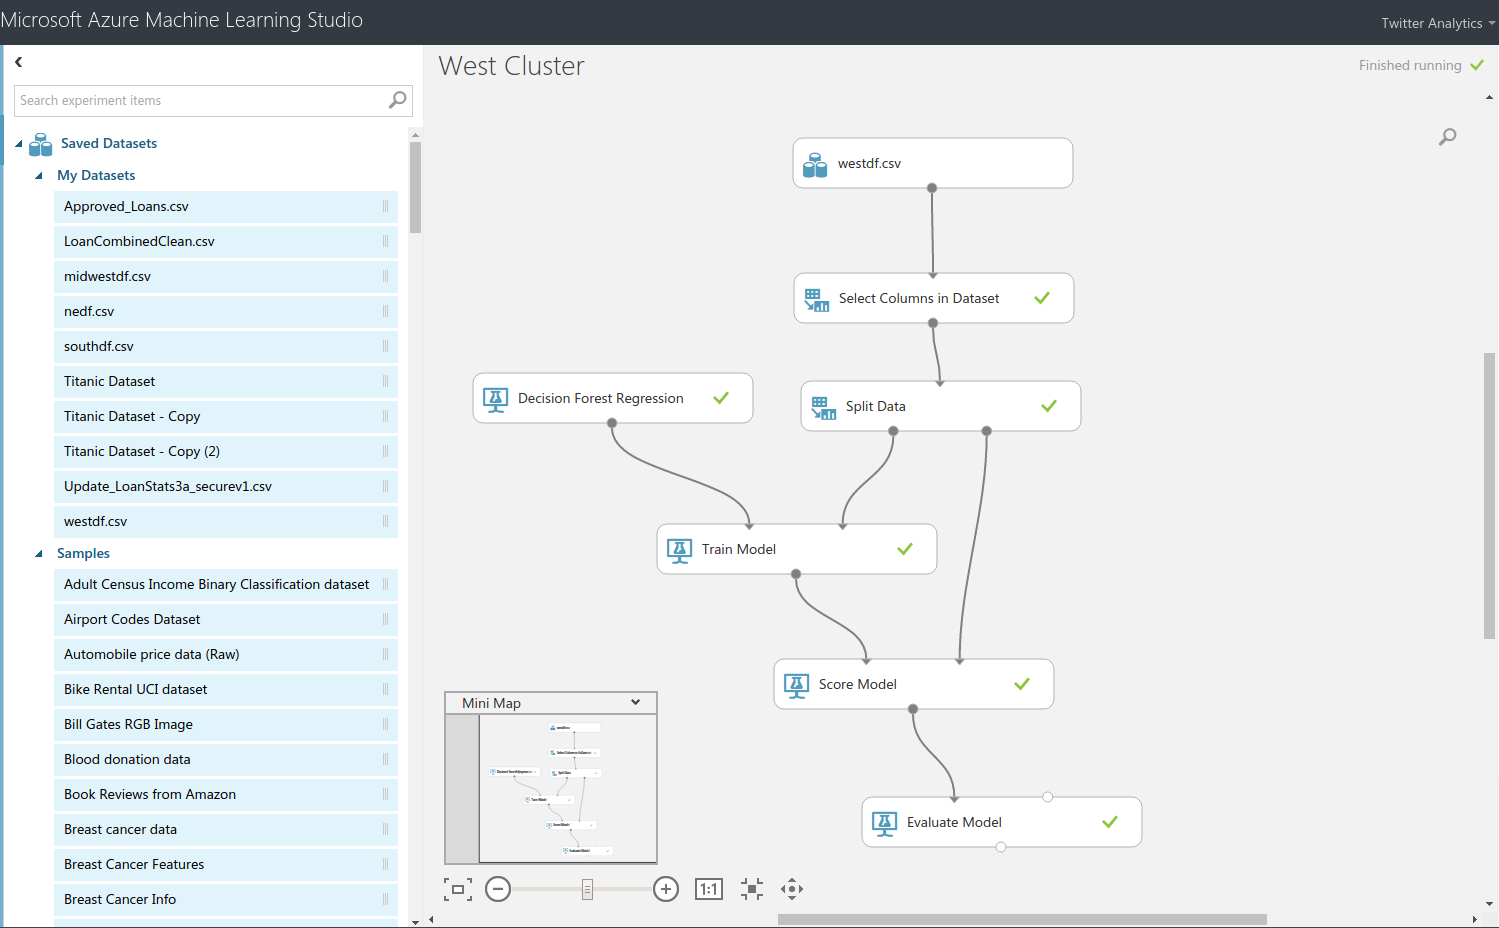 Microsoft Azure Machine Learning Studio
Twitter Analytics
West Cluster
Finished running
Search experiment items
Saved Datasets
My Datasets
Approved_Loans.csv
LoanCombinedClean.csv
midwestdf.csv
nedf.csv
southdf.csv
Titanic Dataset
Titanic Dataset - Copy
Titanic Dataset - Copy (2)
Update_LoanStats3a_securev1.csv
westdf.csv
Samples
Adult Census Income Binary Classification dataset
Airport Codes Dataset
Automobile price data (Raw)
Bike Rental UCI dataset
Bill Gates RGB Image
Blood donation data
Book Reviews from Amazon
Breast cancer data
Breast Cancer Features
Breast Cancer Info
westdf.csv
Select Columns in Dataset
Decision Forest Regression
Split Data
Train Model
Score Model
Evaluate Model
Mini Map
1:1